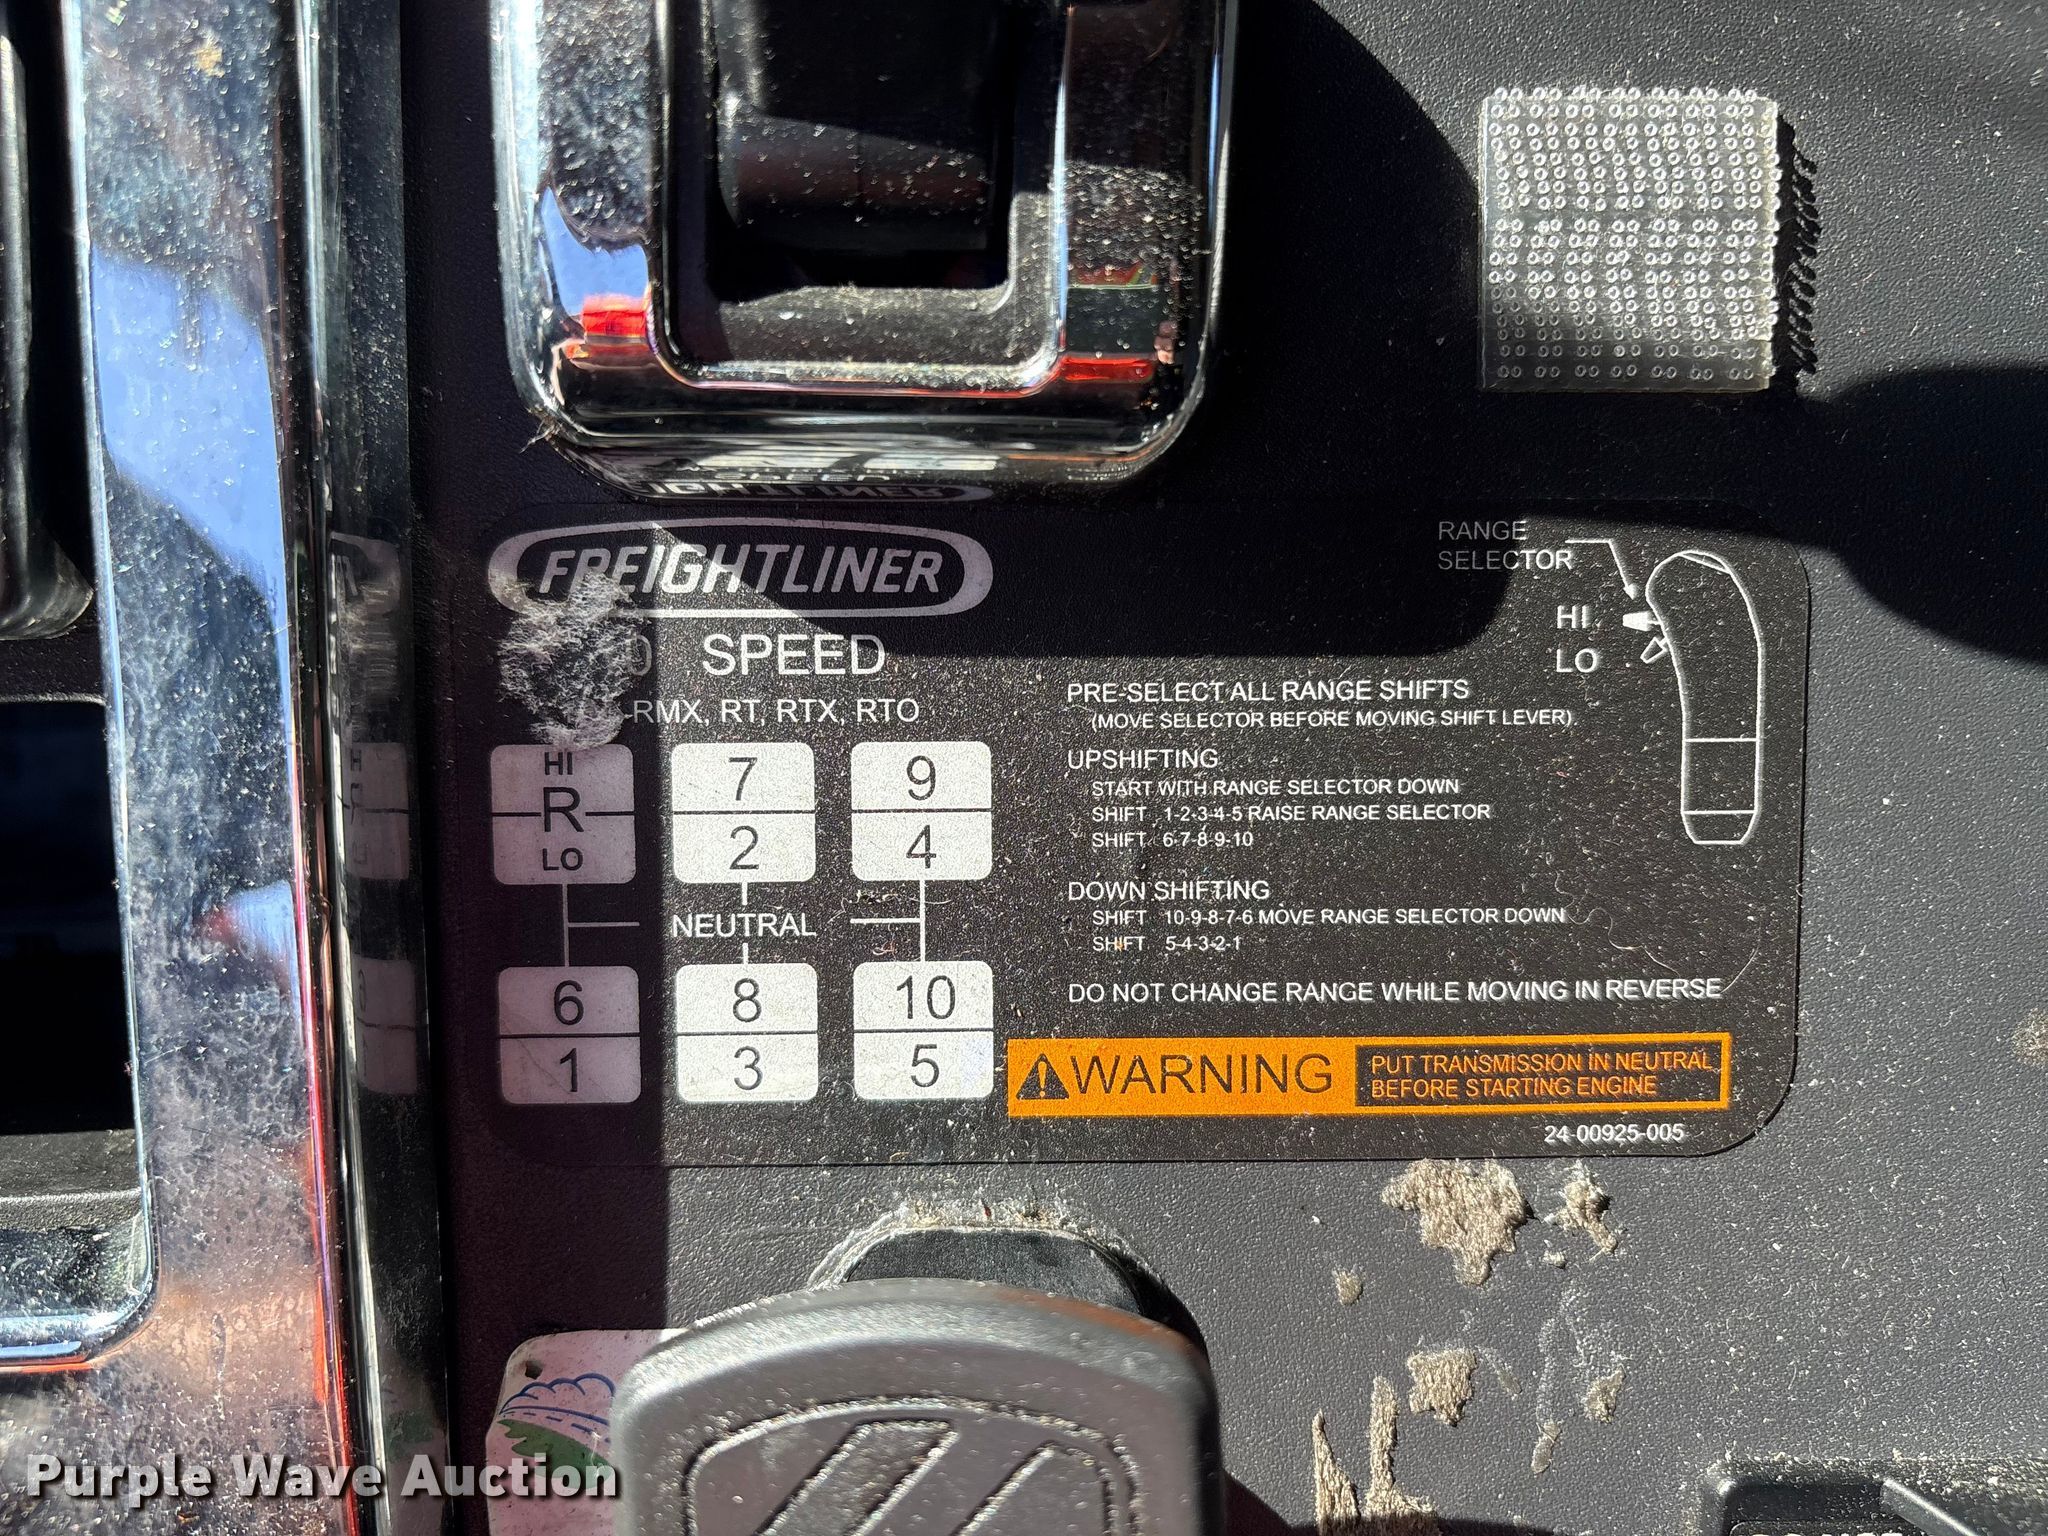 FREIGHTLINER
SPEED
RMX, RT, RTX, RTO
HI
R
LO
7
2
9
4
NEUTRAL
6
1
8
3
10
5
RANGE
SELECTOR
HI
LO
PRE-SELECT ALL RANGE SHIFTS
(MOVE SELECTOR BEFORE MOVING SHIFT LEVER)
UPSHIFTING
START WITH RANGE SELECTOR DOWN
SHIFT 1-2-3-4-5 RAISE RANGE SELECTOR
SHIFT 6-7-8-9-10
DOWN SHIFTING
SHIFT 10-9-8-7-6 MOVE RANGE SELECTOR DOWN
SHIFT 5-4-3-2-1
DO NOT CHANGE RANGE WHILE MOVING IN REVERSE
WARNING
PUT TRANSMISSION IN NEUTRAL
BEFORE STARTING ENGINE
24-00925-005
Purple Wave Auction